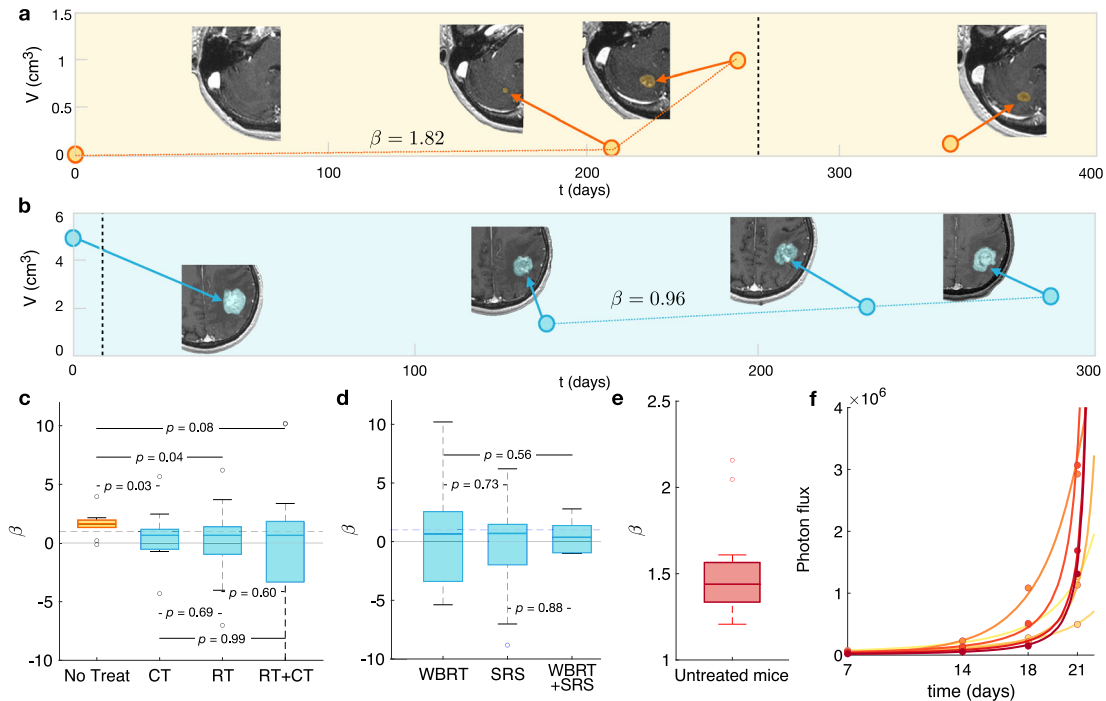 a
V (cm³)
1.5
1
0.5
0
β = 1.82
0
100
200
300
400
t (days)
b
V (cm³)
6
4
2
0
β = 0.96
0
100
200
300
t (days)
c
β
10
5
0
-5
-10
p = 0.08
p = 0.04
p = 0.03
p = 0.60
p = 0.69
p = 0.99
No Treat
CT
RT
RT+CT
d
β
10
5
0
-5
-10
p = 0.56
p = 0.73
p = 0.88
WBRT
SRS
WBRT
+SRS
e
β
2.5
2
1.5
1
Untreated mice
f
×10⁶
Photon flux
4
3
2
1
0
7
14
18
21
time (days)